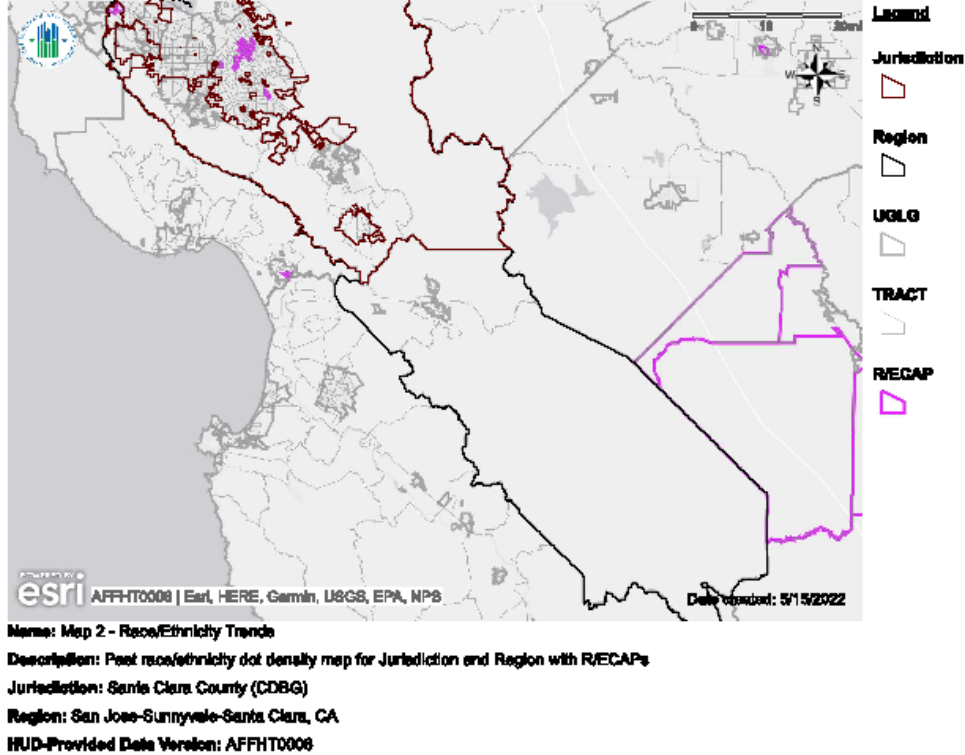 Legend
Jurisdiction
Region
UGLG
TRACT
R/ECAP
N
W
S
POWERED BY
esri
AFFHT0006 | Esri, HERE, Garmin, USGS, EPA, NPS
Date created: 5/15/2022
Name: Map 2 - Race/Ethnicity Trends
Description: Past race/ethnicity dot density map for Jurisdiction and Region with R/ECAPs
Jurisdiction: Santa Clara County (CDBG)
Region: San Jose-Sunnyvale-Santa Clara, CA
HUD-Provided Data Version: AFFHT0006